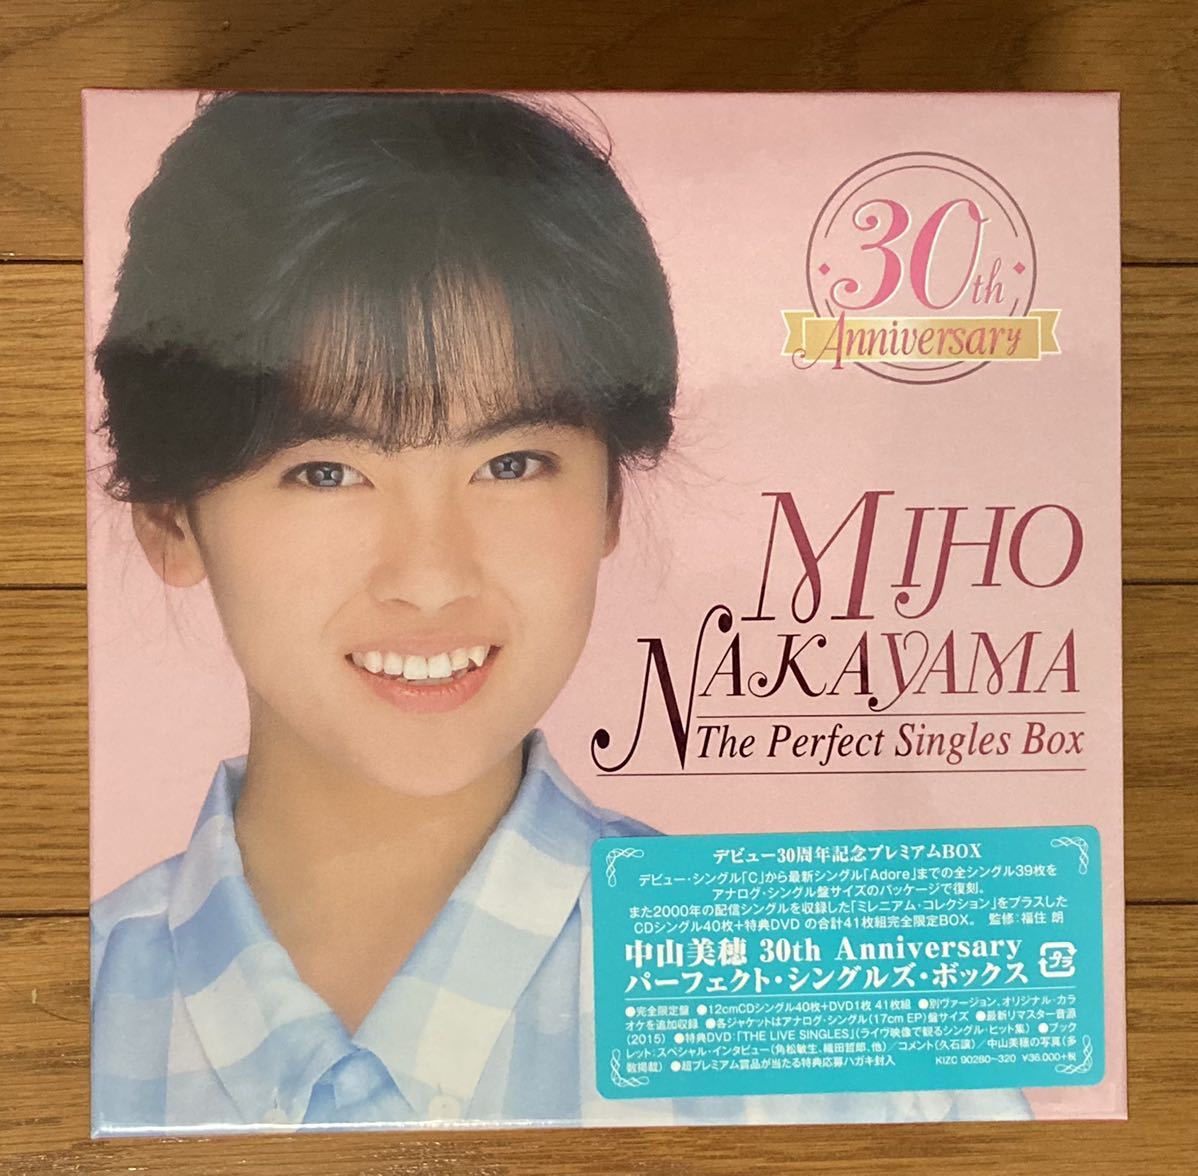 30th
Anniversary
MIHO
NAKAYAMA
The Perfect Singles Box
デビュー30周年記念プレミアムBOX
デビュー・シングル「C」から最新シングル「Adore」までの全シングル39枚を
アナログ・シングル盤サイズのパッケージで復刻。
また2000年の配信シングルを収録した「ミレニアム・コレクション」をプラスした
CDシングル40枚+特典DVD の合計41枚組完全限定BOX。 監修:福住 朗
中山美穂 30th Anniversary
パーフェクト・シングルズ・ボックス
プラ
●完全限定盤 ●12cmCDシングル40枚+DVD1枚 41枚組 ●別ヴァージョン、オリジナル・カラ
オケを追加収録 ●各ジャケットはアナログ・シングル(17cm EP)盤サイズ ●最新リマスター音源
(2015) ●特典DVD:「THE LIVE SINGLES」(ライヴ映像で観るシングル・ヒット集) ●ブック
レット:スペシャル・インタビュー(角松敏生、織田哲郎、他)/コメント(久石譲)/中山美穂の写真(多
数掲載) ●超プレミアム賞品が当たる特典応募ハガキ封入 KIZC 90280~320 ¥36,000+税